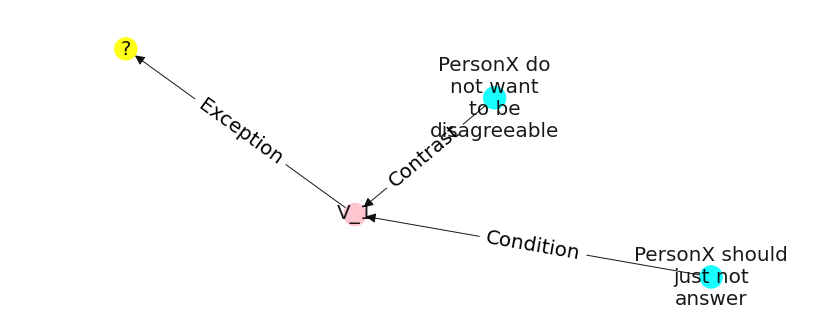 ?
PersonX do
not want
to be
disagreeable
Exception
Contrast
V_1
Condition
PersonX should
just not
answer